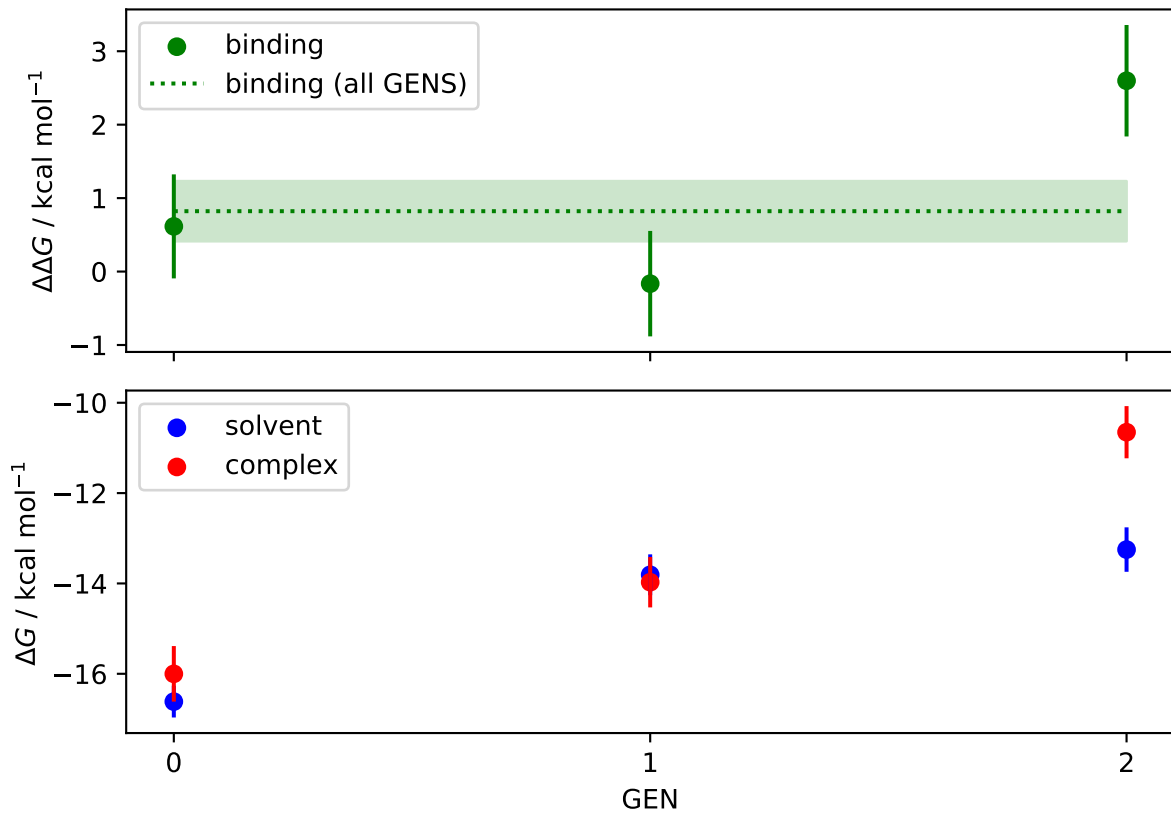 binding
binding (all GENS)
3
2
1
0
−1
ΔΔG / kcal mol⁻¹
solvent
complex
−10
−12
−14
−16
ΔG / kcal mol⁻¹
0 1 2
GEN